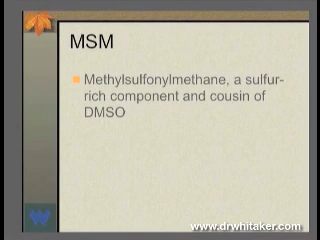 MSM
Methylsulfonylmethane, a sulfur-
rich component and cousin of
DMSO
W
www.drwhitaker.com